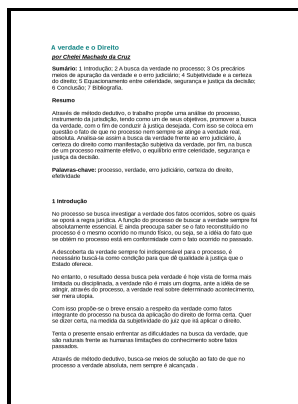 A verdade e o Direito
por Chelei Machado da Cruz
Sumário: 1 Introdução; 2 A busca da verdade no processo; 3 Os precários
meios de apuração da verdade e o erro judiciário; 4 Subjetividade e a certeza
do direito; 5 Equacionamento entre celeridade, segurança e justiça da decisão;
6 Conclusão; 7 Bibliografia.
Resumo
Através de método dedutivo, o trabalho propõe uma análise do processo,
instrumento da jurisdição, tendo como um de seus objetivos, promover a busca
da verdade, com o fim de conduzir à justiça desejada. Com isso se coloca em
questão o fato de que no processo nem sempre se atinge a verdade real,
absoluta. Analisa-se assim a busca da verdade frente ao erro judiciário, à
certeza do direito como manifestação subjetiva da verdade, por fim, na busca
de um processo realmente efetivo, o equilíbrio entre celeridade, segurança e
justiça da decisão.
Palavras-chave: processo, verdade, erro judiciário, certeza do direito,
efetividade
1 Introdução
No processo se busca investigar a verdade dos fatos ocorridos, sobre os quais
se oporá a regra jurídica. A função do processo de buscar a verdade sempre foi
absolutamente essencial. E ainda preocupa saber se o fato reconstituído no
processo é o mesmo ocorrido no mundo físico, ou seja, se a idéia do fato que
se obtém no processo está em conformidade com o fato ocorrido no passado.
A descoberta da verdade sempre foi indispensável para o processo, é
necessário buscá-la como condição para que dê qualidade à justiça que o
Estado oferece.
No entanto, o resultado dessa busca pela verdade é hoje vista de forma mais
limitada ou disciplinada, a verdade não é mais um dogma, ante a idéia de se
atingir, através do processo, a verdade real sobre determinado acontecimento,
ser mera utopia.
Com isso propõe-se o breve ensaio a respeito da verdade como fatos
integrante do processo na busca da aplicação do direito de forma certa. Quer
se dizer certa, na medida da subjetividade do juiz que irá aplicar o direito.
Tenta o presente ensaio enfrentar as dificuldades na busca da verdade, que
são naturais frente as humanas limitações do conhecimento sobre fatos
passados.
Através de método dedutivo, busca-se meios de solução ao fato de que no
processo a verdade absoluta, nem sempre é alcançada .